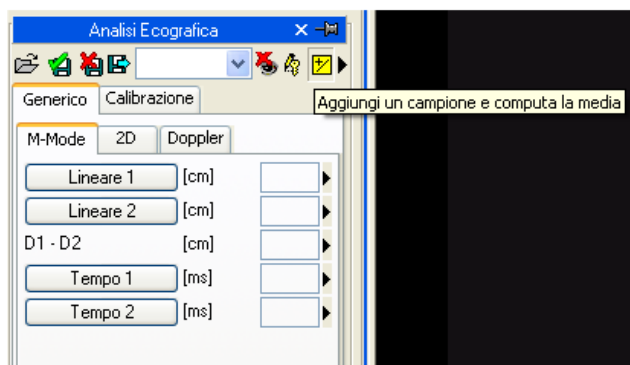 Analisi Ecografica
Generico Calibrazione
Aggiungi un campione e computa la media
M-Mode 2D Doppler
Lineare 1 [cm]
Lineare 2 [cm]
D1 - D2 [cm]
Tempo 1 [ms]
Tempo 2 [ms]